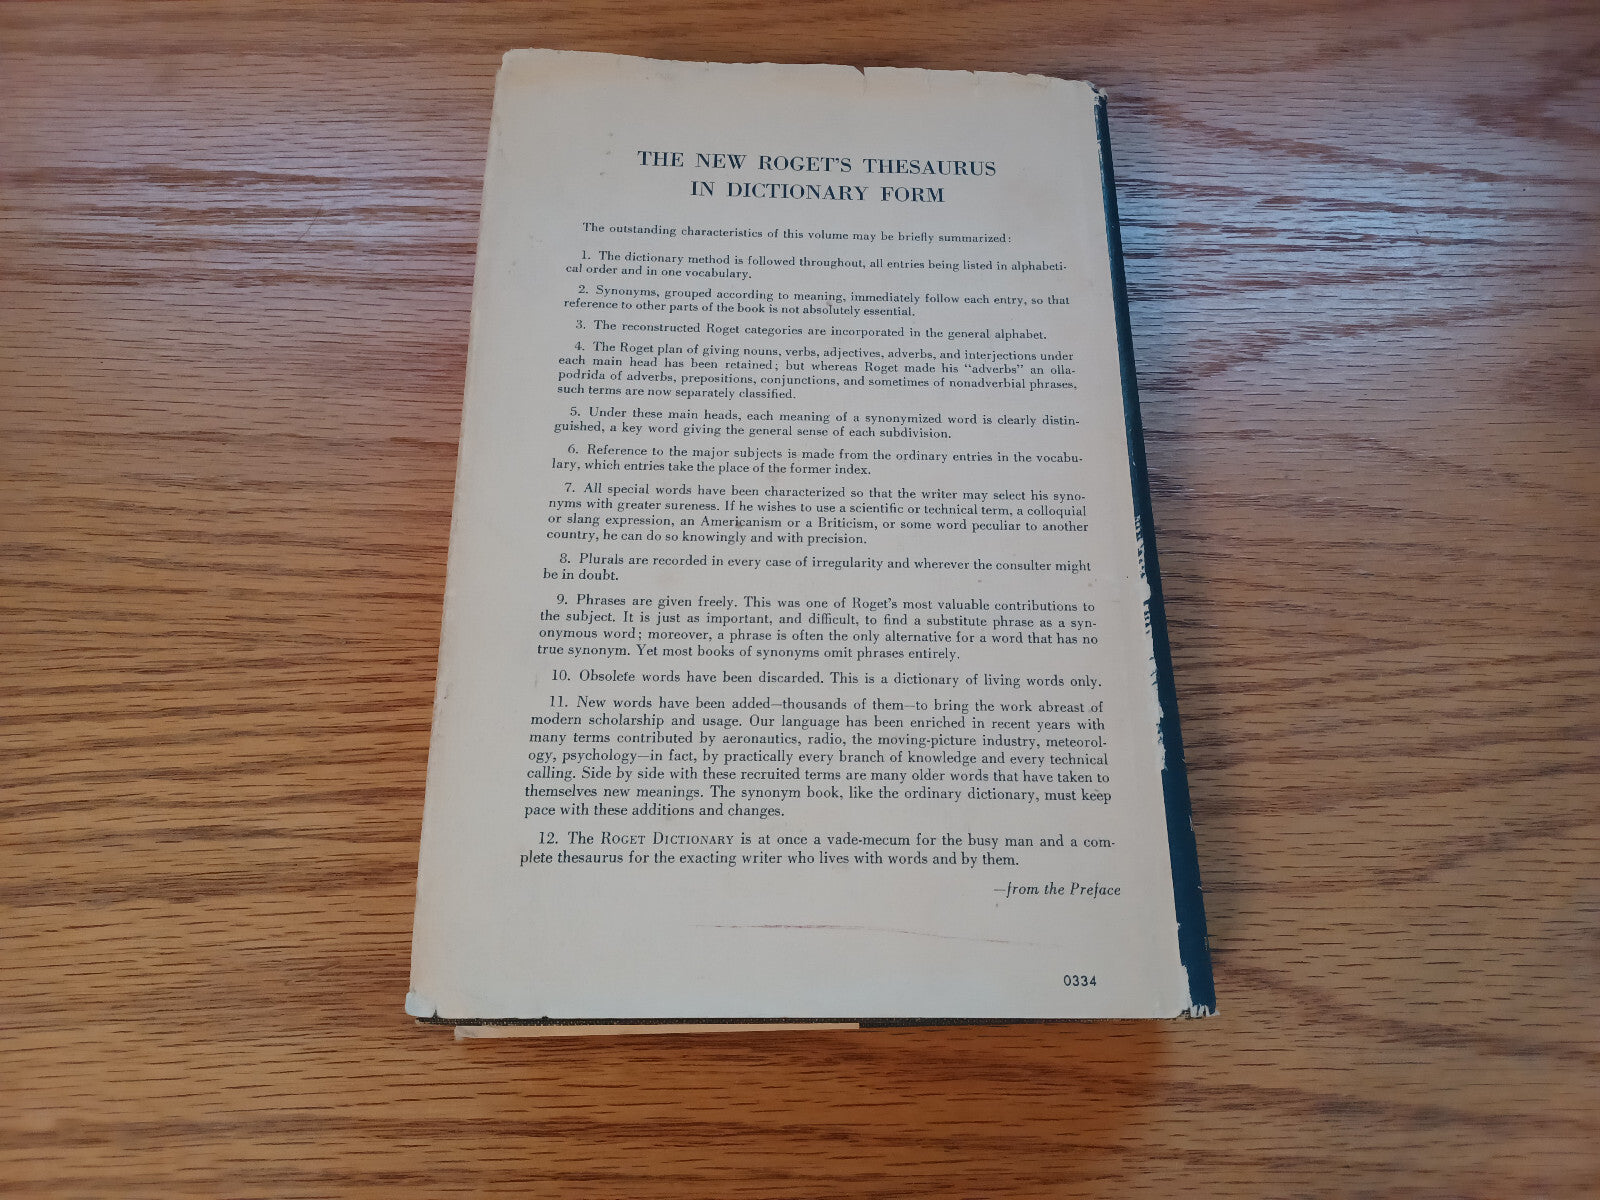 THE NEW ROGET'S THESAURUS
IN DICTIONARY FORM
The outstanding characteristics of this volume may be briefly summarized:
1. The dictionary method is followed throughout, all entries being listed in alphabeti-
cal order and in one vocabulary.
2. Synonyms, grouped according to meaning, immediately follow each entry, so that
reference to other parts of the book is not absolutely essential.
3. The reconstructed Roget categories are incorporated in the general alphabet.
4. The Roget plan of giving nouns, verbs, adjectives, adverbs, and interjections under
each main head has been retained; but whereas Roget made his "adverbs" an olla-
podrida of adverbs, prepositions, conjunctions, and sometimes of nonadverbial phrases,
such terms are now separately classified.
5. Under these main heads, each meaning of a synonymized word is clearly distin-
guished, a key word giving the general sense of each subdivision.
6. Reference to the major subjects is made from the ordinary entries in the vocabu-
lary, which entries take the place of the former index.
7. All special words have been characterized so that the writer may select his syno-
nyms with greater sureness. If he wishes to use a scientific or technical term, a colloquial
or slang expression, an Americanism or a Briticism, or some word peculiar to another
country, he can do so knowingly and with precision.
8. Plurals are recorded in every case of irregularity and wherever the consulter might
be in doubt.
9. Phrases are given freely. This was one of Roget's most valuable contributions to
the subject. It is just as important, and difficult, to find a substitute phrase as a syn-
onymous word; moreover, a phrase is often the only alternative for a word that has no
true synonym. Yet most books of synonyms omit phrases entirely.
10. Obsolete words have been discarded. This is a dictionary of living words only.
11. New words have been added—thousands of them—to bring the work abreast of
modern scholarship and usage. Our language has been enriched in recent years with
many terms contributed by aeronautics, radio, the moving-picture industry, meteorol-
ogy, psychology—in fact, by practically every branch of knowledge and every technical
calling. Side by side with these recruited terms are many older words that have taken to
themselves new meanings. The synonym book, like the ordinary dictionary, must keep
pace with these additions and changes.
12. The ROGET DICTIONARY is at once a vade-mecum for the busy man and a com-
plete thesaurus for the exacting writer who lives with words and by them.
—from the Preface
0334